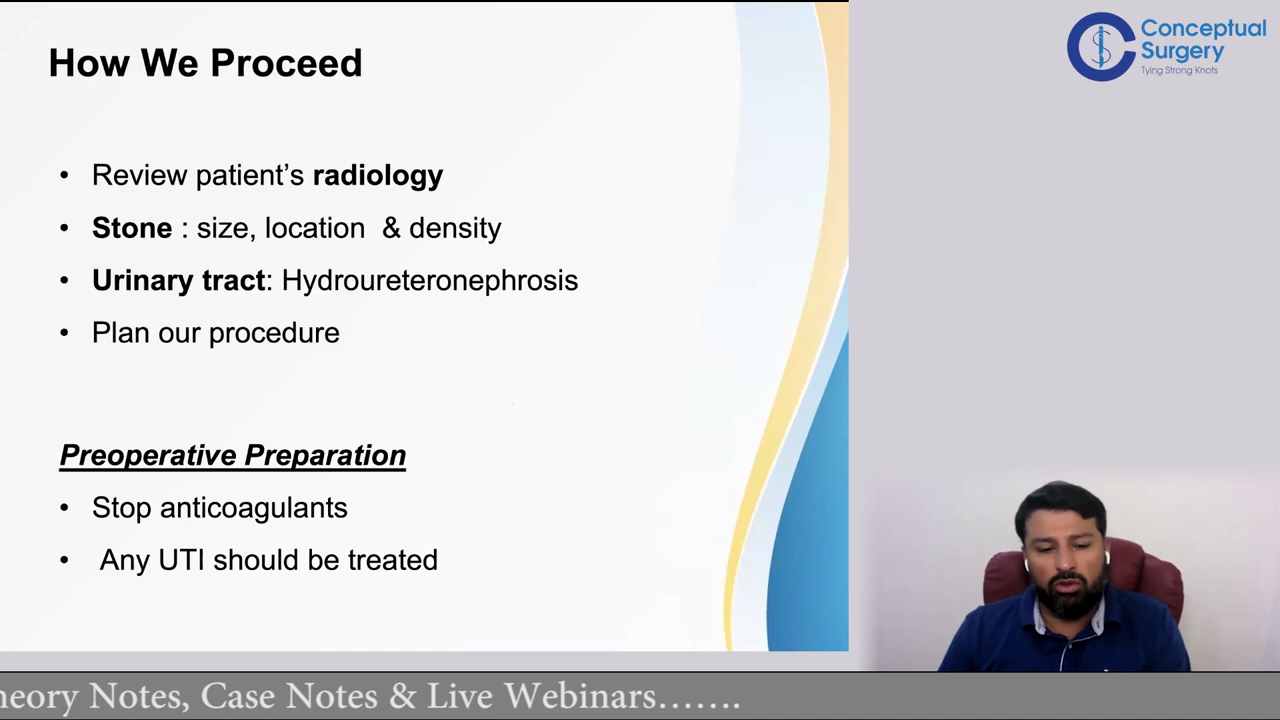 How We Proceed
• Review patient’s radiology
• Stone : size, location & density
• Urinary tract: Hydroureteronephrosis
• Plan our procedure
Preoperative Preparation
• Stop anticoagulants
• Any UTI should be treated
Conceptual
Surgery
Tying Strong Knots
Notes, Case Notes & Live Webinars…….